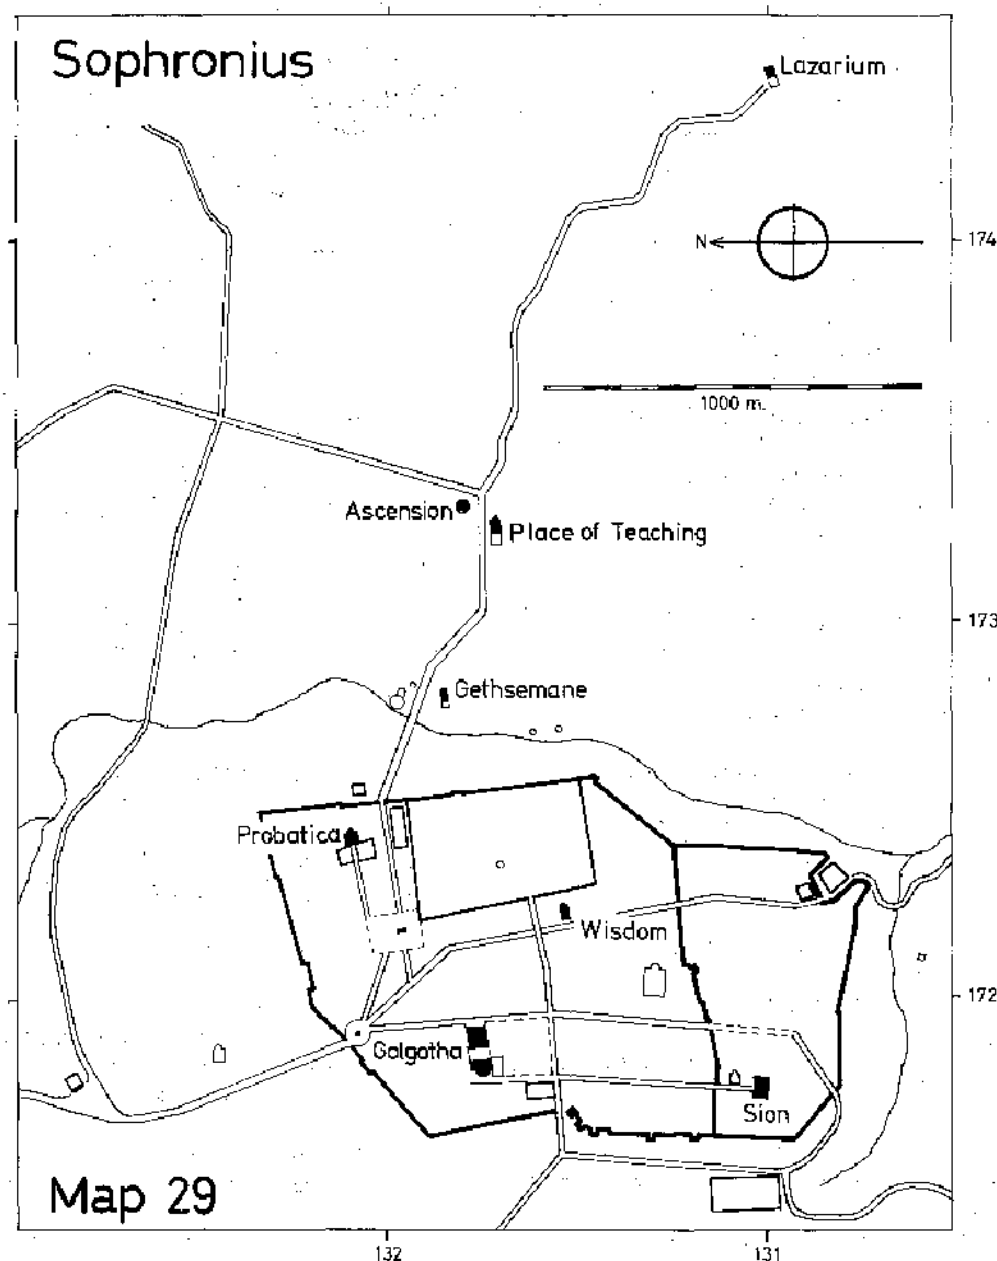 Sophronius
Lazarium
N
174
1000 m.
Ascension
Place of Teaching
173
Gethsemane
Probatica
Wisdom
172
Golgotha
Sion
Map 29
132
131